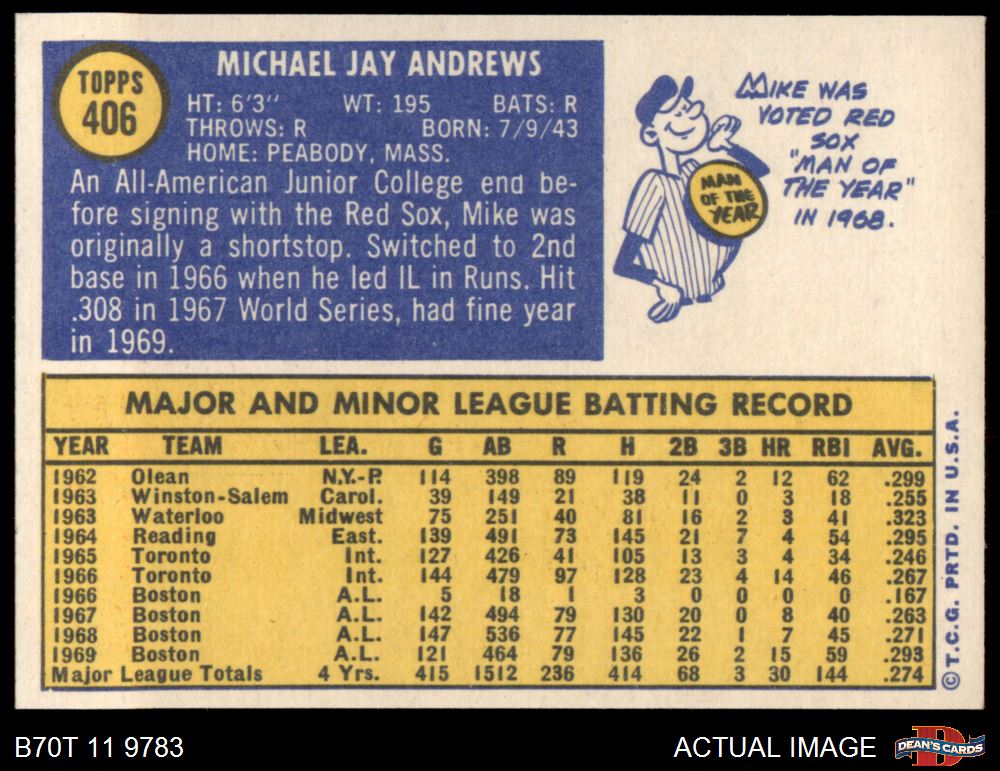 TOPPS
406
MICHAEL JAY ANDREWS
HT: 6'3" WT: 195 BATS: R
THROWS: R BORN: 7/9/43
HOME: PEABODY, MASS.
An All-American Junior College end be-
fore signing with the Red Sox, Mike was
originally a shortstop. Switched to 2nd
base in 1966 when he led IL in Runs. Hit
.308 in 1967 World Series, had fine year
in 1969.
MIKE WAS
VOTED RED
SOX
"MAN OF
THE YEAR"
IN 1968.
MAN
OF THE
YEAR
MAJOR AND MINOR LEAGUE BATTING RECORD
YEAR TEAM LEA. G AB R H 2B 3B HR RBI AVG.
1962 Olean N.Y.-P. 114 398 89 119 24 2 12 62 .299
1963 Winston-Salem Carol. 39 149 21 38 11 0 3 18 .255
1963 Waterloo Midwest 75 251 40 81 16 2 3 41 .323
1964 Reading East. 139 491 73 145 21 7 4 54 .295
1965 Toronto Int. 127 426 41 105 13 3 4 34 .246
1966 Toronto Int. 144 479 97 128 23 4 14 46 .267
1966 Boston A.L. 5 18 1 3 0 0 0 0 .167
1967 Boston A.L. 142 494 79 130 20 0 8 40 .263
1968 Boston A.L. 147 536 77 145 22 1 7 45 .271
1969 Boston A.L. 121 464 79 136 26 2 15 59 .293
Major League Totals 4 Yrs. 415 1512 236 414 68 3 30 144 .274
© T.C.G. PRTD. IN U.S.A.
B70T 11 9783
ACTUAL IMAGE
DEAN'S CARDS